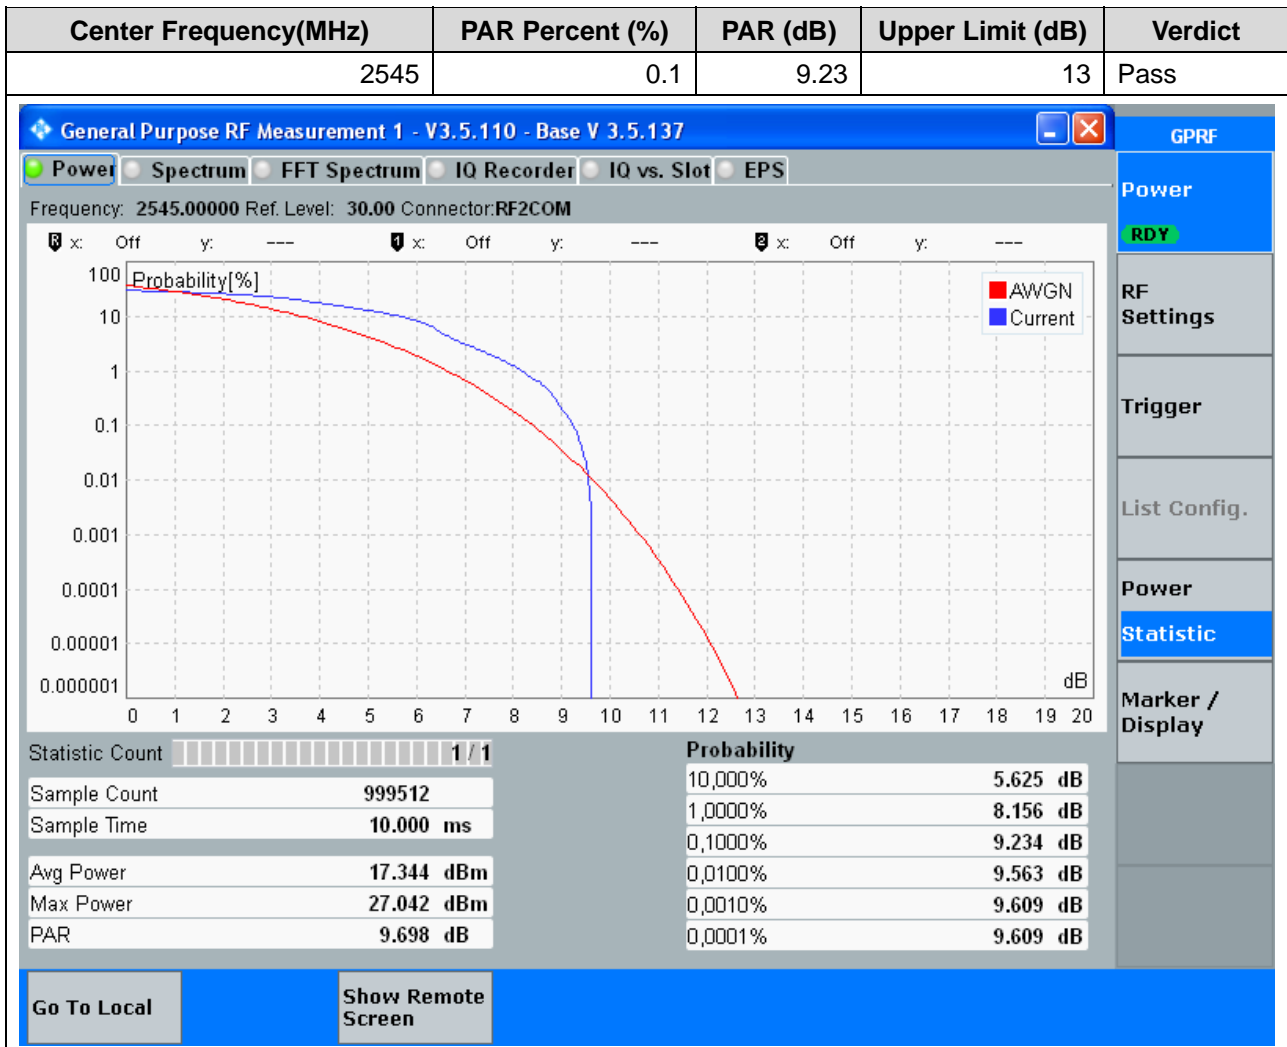 Center Frequency(MHz) PAR Percent (%) PAR (dB) Upper Limit (dB) Verdict
2545 0.1 9.23 13 Pass
General Purpose RF Measurement 1 - V3.5.110 - Base V 3.5.137
GPRF
Power Spectrum FFT Spectrum IQ Recorder IQ vs. Slot EPS
Frequency: 2545.00000 Ref. Level: 30.00 Connector:RF2COM
R x: Off y: --- 1 x: Off y: --- 2 x: Off y: ---
Probability[%]
AWGN
Current
100
10
1
0.1
0.01
0.001
0.0001
0.00001
0.000001
dB
0 1 2 3 4 5 6 7 8 9 10 11 12 13 14 15 16 17 18 19 20
Statistic Count 1 / 1
Sample Count 999512
Sample Time 10.000 ms
Avg Power 17.344 dBm
Max Power 27.042 dBm
PAR 9.698 dB
Probability
10,000% 5.625 dB
1,0000% 8.156 dB
0,1000% 9.234 dB
0,0100% 9.563 dB
0,0010% 9.609 dB
0,0001% 9.609 dB
Power
RDY
RF
Settings
Trigger
List Config.
Power
Statistic
Marker /
Display
Go To Local
Show Remote
Screen